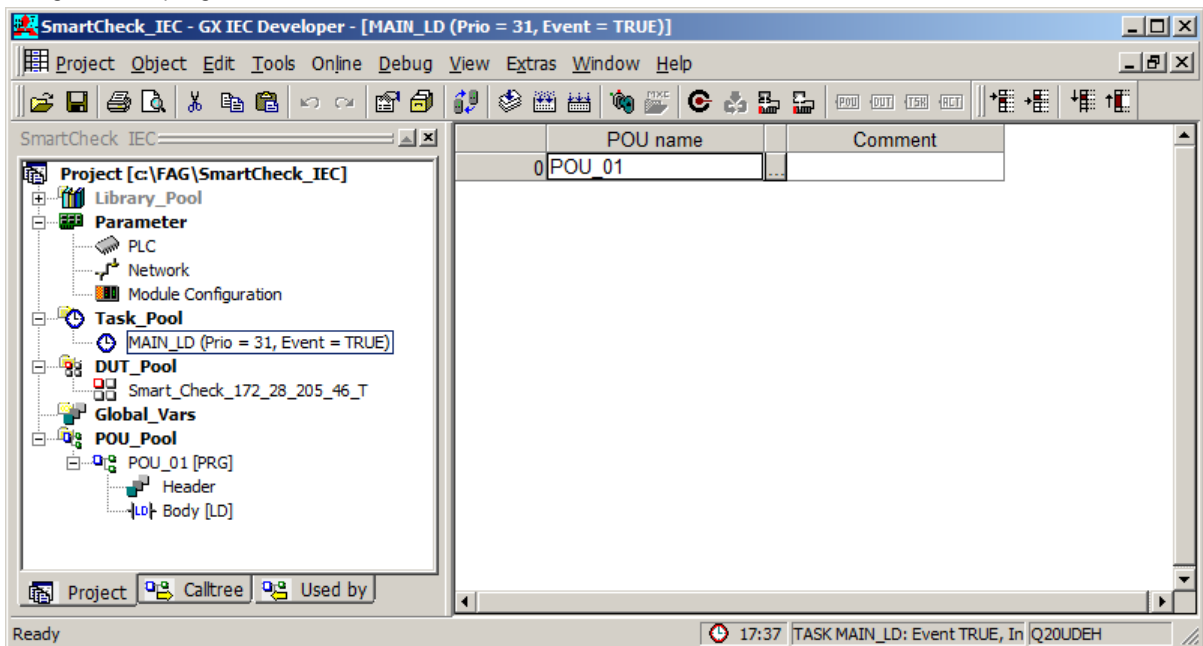 SmartCheck_IEC - GX IEC Developer - [MAIN_LD (Prio = 31, Event = TRUE)]
Project Object Edit Tools Online Debug View Extras Window Help
MXC
POU OUT TSK ACT
SmartCheck IEC
Project [c:\FAG\SmartCheck_IEC]
Library_Pool
Parameter
PLC
Network
Module Configuration
Task_Pool
MAIN_LD (Prio = 31, Event = TRUE)
DUT_Pool
Smart_Check_172_28_205_46_T
Global_Vars
POU_Pool
POU_01 [PRG]
Header
LD Body [LD]
Project Calltree Used by
POU name Comment
0 POU_01 ...
Ready 17:37 TASK MAIN_LD: Event TRUE, In Q20UDEH